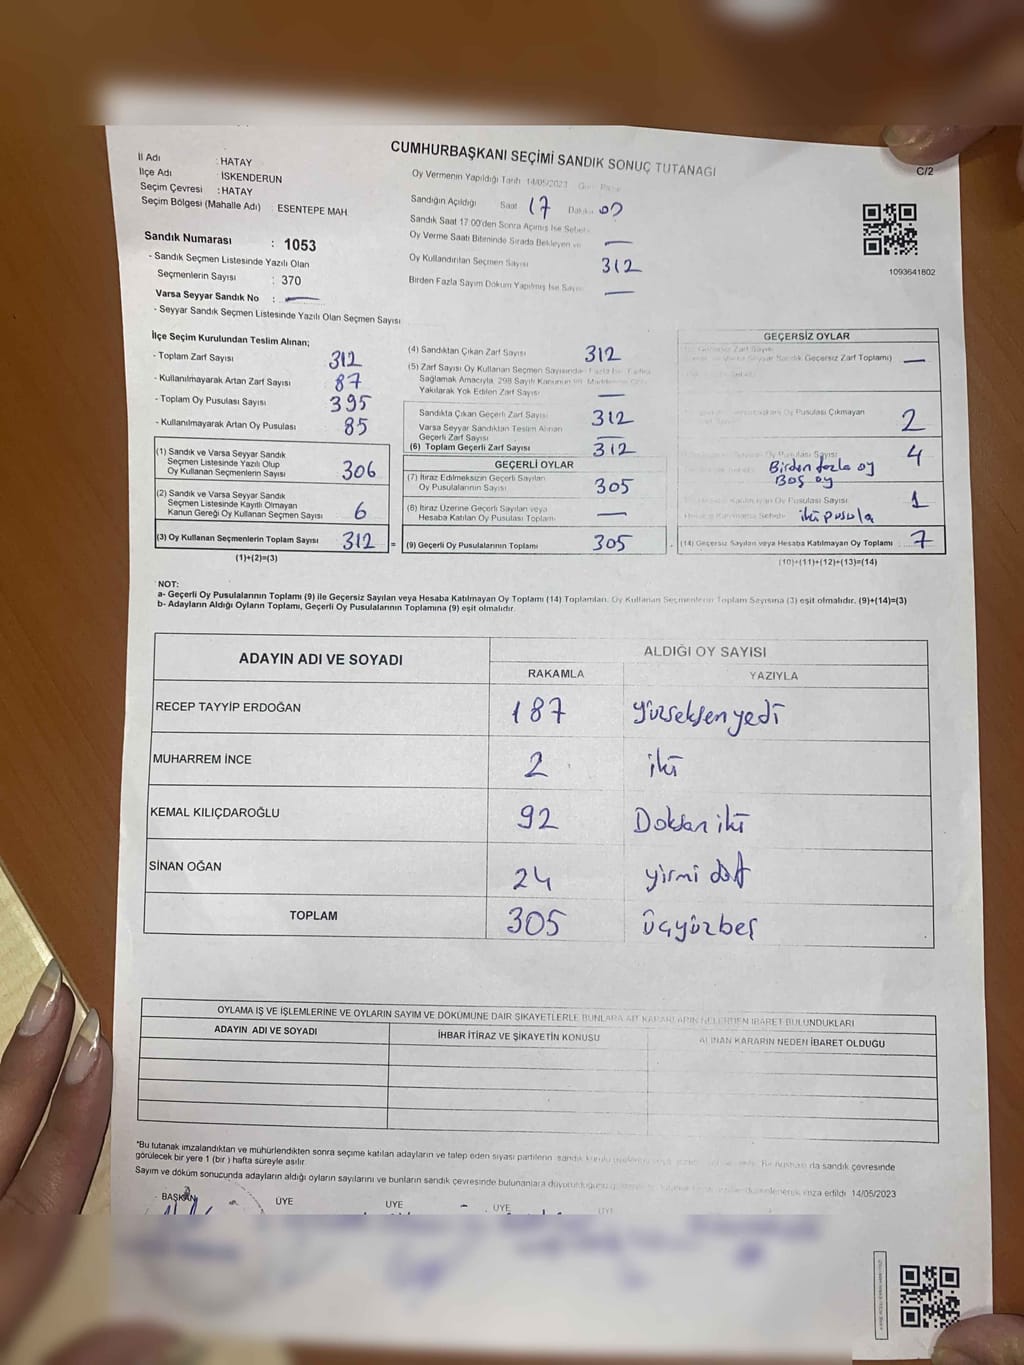 CUMHURBAŞKANI SEÇİMİ SANDIK SONUÇ TUTANAĞI
C/2
İl Adı : HATAY
İlçe Adı : İSKENDERUN
Seçim Çevresi : HATAY
Seçim Bölgesi (Mahalle Adı) : ESENTEPE MAH
Sandık Numarası : 1053
- Sandık Seçmen Listesinde Yazılı Olan
Seçmenlerin Sayısı : 370
Varsa Seyyar Sandık No : —
- Seyyar Sandık Seçmen Listesinde Yazılı Olan Seçmen Sayısı
Oy Vermenin Yapıldığı Tarih 14/05/2023
Sandığın Açıldığı Saat 17 Dakika 00
Sandık Saat 17:00'den Sonra Açılmış İse Sebebi
Oy Verme Saati Bitiminde Sırada Bekleyen ve
Oy Kullandırılan Seçmen Sayısı —
312
Birden Fazla Sayım Döküm Yapılmış İse Sayısı —
1093641802
İlçe Seçim Kurulundan Teslim Alınan;
- Toplam Zarf Sayısı 312
- Kullanılmayarak Artan Zarf Sayısı 87
- Toplam Oy Pusulası Sayısı 395
- Kullanılmayarak Artan Oy Pusulası 85
(1) Sandık ve Varsa Seyyar Sandık
Seçmen Listesinde Yazılı Olup
Oy Kullanan Seçmenlerin Sayısı 306
(2) Sandık ve Varsa Seyyar Sandık
Seçmen Listesinde Kayıtlı Olmayan
Kanun Gereği Oy Kullanan Seçmen Sayısı 6
(3) Oy Kullanan Seçmenlerin Toplam Sayısı 312 =
(1)+(2)=(3)
(4) Sandıktan Çıkan Zarf Sayısı 312
(5) Zarf Sayısı Oy Kullanan Seçmen Sayısından Fazla İse
Sağlamak Amacıyla, 298 Sayılı Kanunun
Yakılarak Yok Edilen Zarf Sayısı —
Sandıkta Çıkan Geçerli Zarf Sayısı 312
Varsa Seyyar Sandıktan Teslim Alınan
Geçerli Zarf Sayısı —
(6) Toplam Geçerli Zarf Sayısı 312
GEÇERLİ OYLAR
(7) İtiraz Edilmeksizin Geçerli Sayılan
Oy Pusulalarının Sayısı 305
(8) İtiraz Üzerine Geçerli Sayılan veya
Hesaba Katılan Oy Pusulası Toplamı —
(9) Geçerli Oy Pusulalarının Toplamı 305
GEÇERSİZ OYLAR
Geçersiz Zarf Sayısı
Sandık Geçersiz Zarf Toplamı) —
Oy Pusulası Çıkmayan 2
Oy Pusulası Sayısı 4
Birden fazla oy
Boş oy
Oy Pusulası Sayısı 1
iki pusula
(14) Geçersiz Sayılan veya Hesaba Katılmayan Oy Toplamı 7
(10)+(11)+(12)+(13)=(14)
NOT:
a- Geçerli Oy Pusulalarının Toplamı (9) ile Geçersiz Sayılan veya Hesaba Katılmayan Oy Toplamı (14) Toplamları, Oy Kullanan Seçmenlerin Toplam Sayısına (3) eşit olmalıdır. (9)+(14)=(3)
b- Adayların Aldığı Oyların Toplamı, Geçerli Oy Pusulalarının Toplamına (9) eşit olmalıdır.
ADAYIN ADI VE SOYADI
ALDIĞI OY SAYISI
RAKAMLA YAZIYLA
RECEP TAYYİP ERDOĞAN 187 Yüzseksenyedi
MUHARREM İNCE 2 iki
KEMAL KILIÇDAROĞLU 92 Doksan iki
SİNAN OĞAN 24 yirmi dört
TOPLAM 305 üçyüzbeş
OYLAMA İŞ VE İŞLEMLERİNE VE OYLARIN SAYIM VE DÖKÜMÜNE DAİR ŞİKAYETLERLE BUNLARA AİT KARARLARIN NELERDEN İBARET BULUNDUKLARI
ADAYIN ADI VE SOYADI İHBAR İTİRAZ VE ŞİKAYETİN KONUSU ALINAN KARARIN NEDEN İBARET OLDUĞU
*Bu tutanak imzalandıktan ve mühürlendikten sonra seçime katılan adayların ve talep eden siyasi partilerin sandık kurulu Bir nüshası da sandık çevresinde
görülecek bir yere 1 (bir) hafta süreyle asılır.
Sayım ve döküm sonucunda adayların aldığı oyların sayılarını ve bunların sandık çevresinde bulunanlara duyurulduğunu imza edildi 14/05/2023
BAŞKAN ÜYE ÜYE ÜYE ÜYE